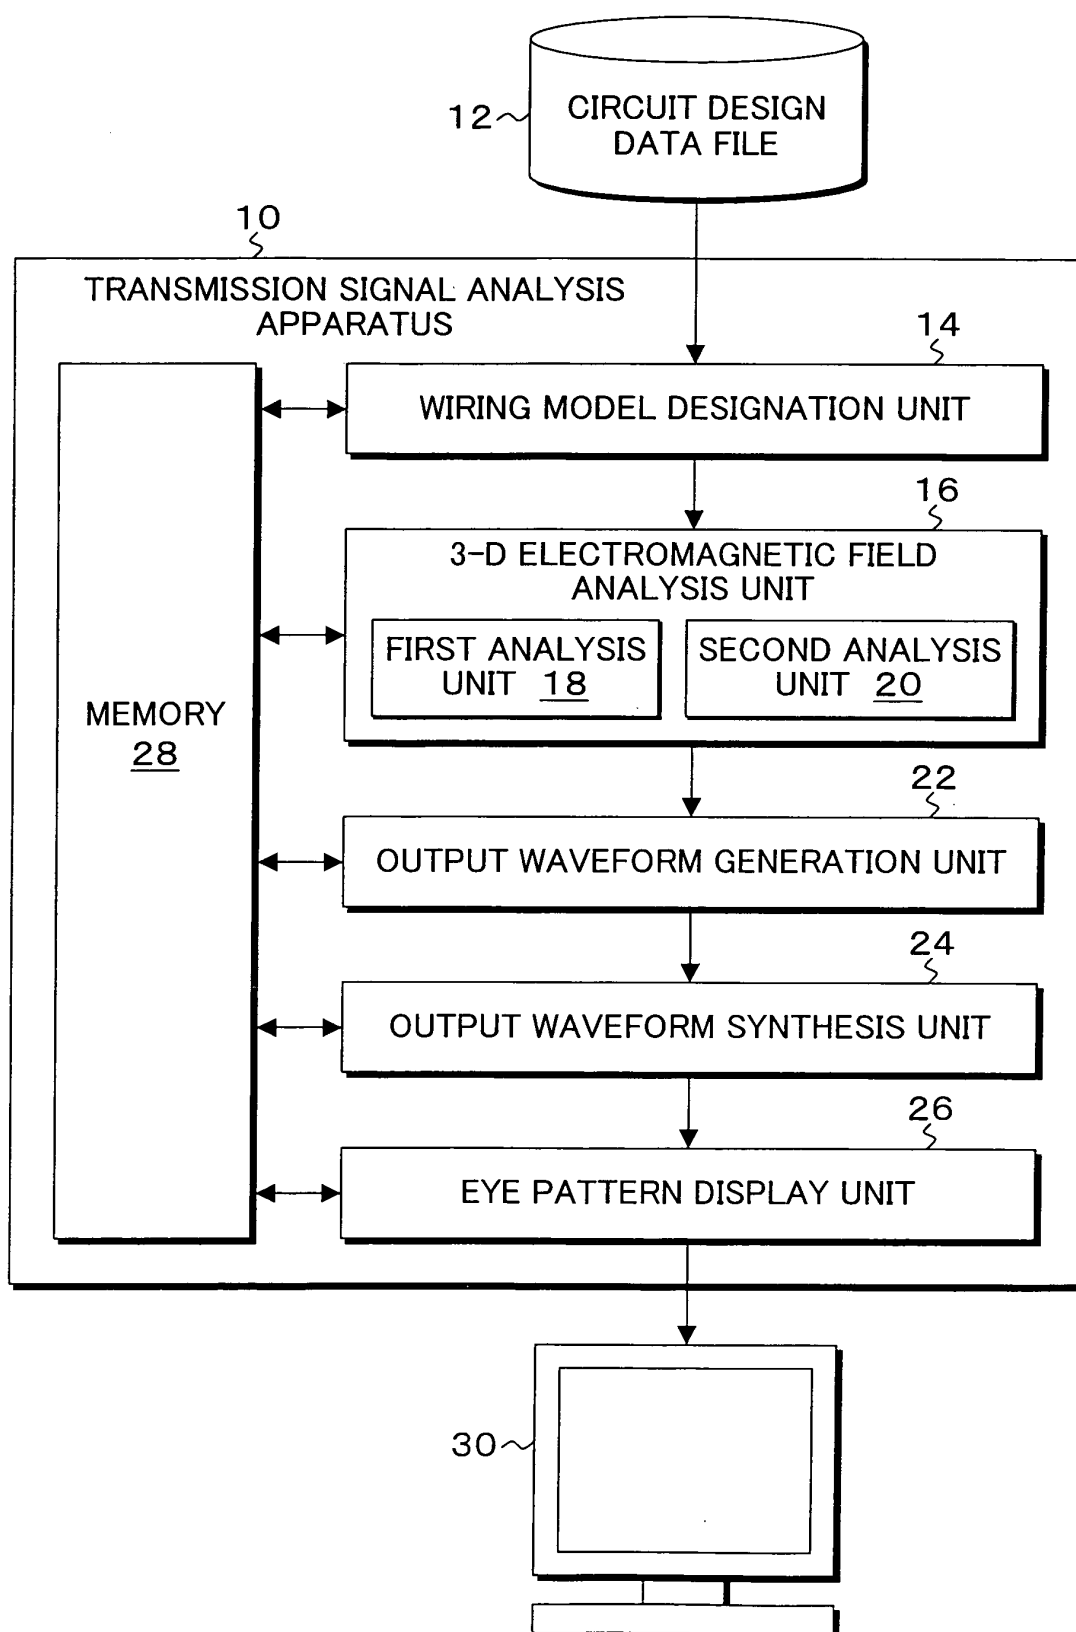 12
CIRCUIT DESIGN
DATA FILE
10
TRANSMISSION SIGNAL ANALYSIS
APPARATUS
14
WIRING MODEL DESIGNATION UNIT
16
3-D ELECTROMAGNETIC FIELD
ANALYSIS UNIT
FIRST ANALYSIS
UNIT 18
SECOND ANALYSIS
UNIT 20
MEMORY
28
22
OUTPUT WAVEFORM GENERATION UNIT
24
OUTPUT WAVEFORM SYNTHESIS UNIT
26
EYE PATTERN DISPLAY UNIT
30